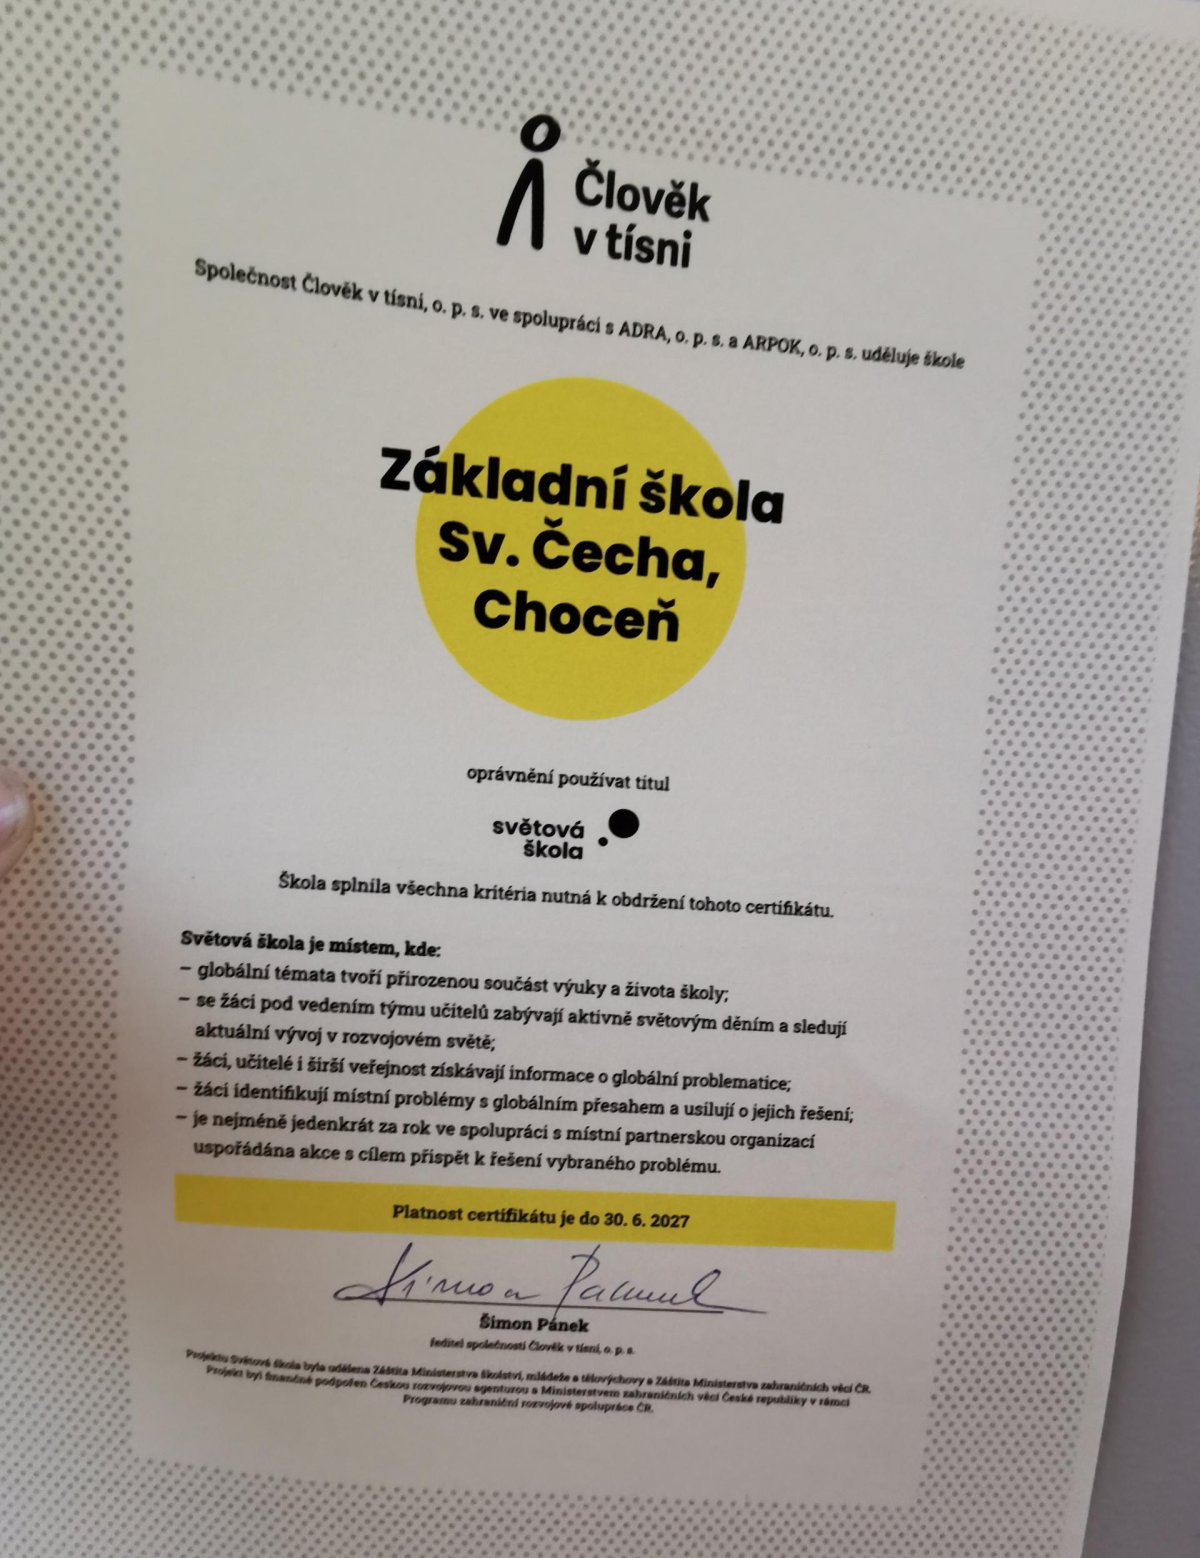 Člověk
v tísni
Společnost Člověk v tísni, o. p. s. ve spolupráci s ADRA, o. p. s. a ARPOK, o. p. s. uděluje škole
Základní škola
Sv. Čecha,
Choceň
oprávnění používat titul
světová
škola
Škola splnila všechna kritéria nutná k obdržení tohoto certifikátu.
Světová škola je místem, kde:
– globální témata tvoří přirozenou součást výuky a života školy;
– se žáci pod vedením týmu učitelů zabývají aktivně světovým děním a sledují
aktuální vývoj v rozvojovém světě;
– žáci, učitelé i širší veřejnost získávají informace o globální problematice;
– žáci identifikují místní problémy s globálním přesahem a usilují o jejich řešení;
– je nejméně jedenkrát za rok ve spolupráci s místní partnerskou organizací
uspořádána akce s cílem přispět k řešení vybraného problému.
Platnost certifikátu je do 30. 6. 2027
Šimon Pánek
Šimon Pánek
ředitel společnosti Člověk v tísni, o. p. s.
Projektu Světová škola byla udělena Záštita Ministerstva školství, mládeže a tělovýchovy a Záštita Ministerstva zahraničních věcí ČR.
Projekt byl finančně podpořen Českou rozvojovou agenturou a Ministerstvem zahraničních věcí České republiky v rámci
Programu zahraniční rozvojové spolupráce ČR.